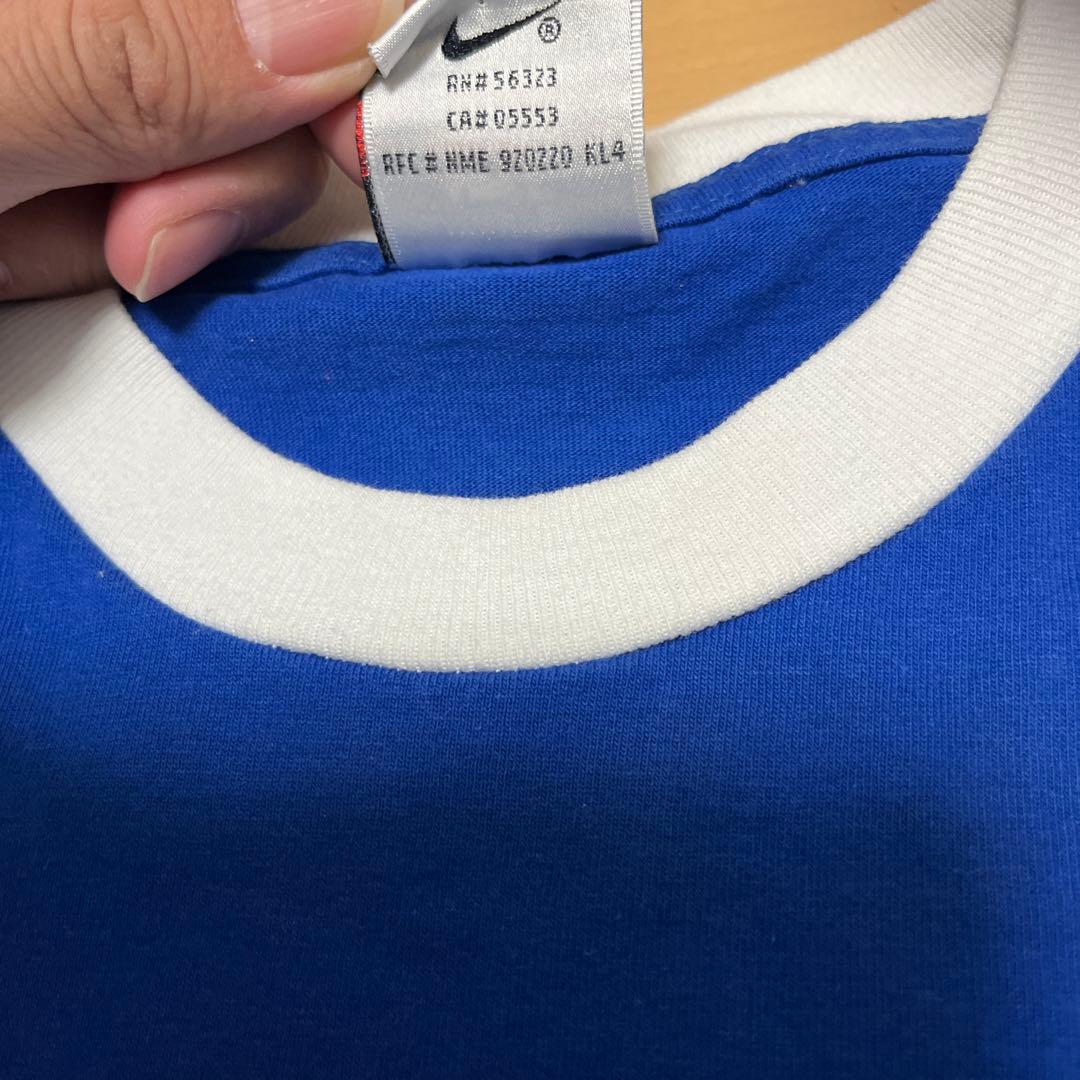 ®
RN# 56323
CA# 05553
RFC # NME 920220 KL4